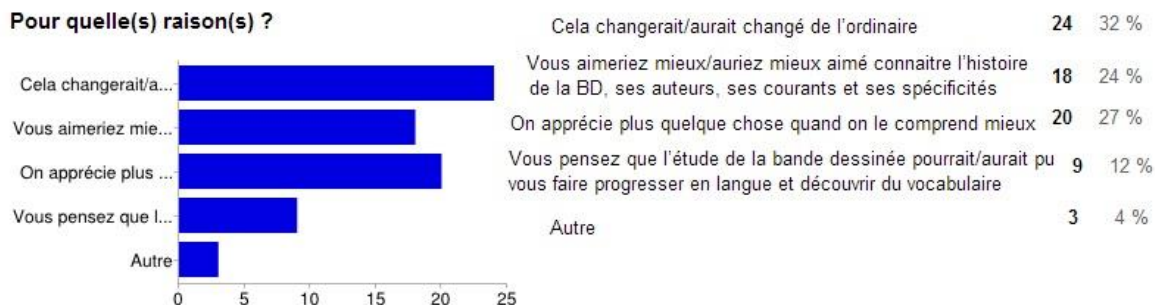 Pour quelle(s) raison(s) ?
Cela changerait/a...
Vous aimeriez mie...
On apprécie plus ...
Vous pensez que l...
Autre
0 5 10 15 20 25
Cela changerait/aurait changé de l'ordinaire 24 32 %
Vous aimeriez mieux/auriez mieux aimé connaitre l'histoire
de la BD, ses auteurs, ses courants et ses spécificités 18 24 %
On apprécie plus quelque chose quand on le comprend mieux 20 27 %
Vous pensez que l'étude de la bande dessinée pourrait/aurait pu 9 12 %
vous faire progresser en langue et découvrir du vocabulaire
Autre 3 4 %